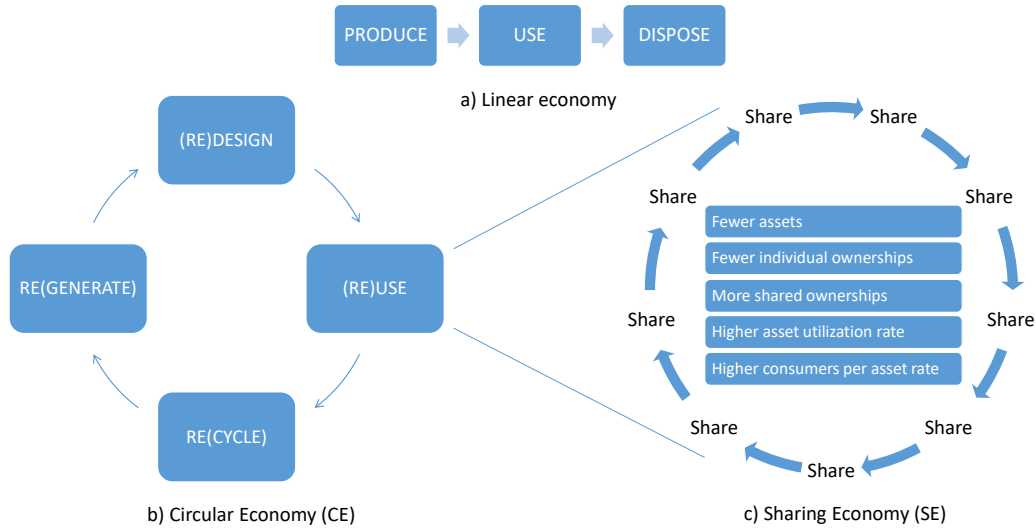 PRODUCE
USE
DISPOSE
a) Linear economy
(RE)DESIGN
(RE)USE
RE(CYCLE)
RE(GENERATE)
b) Circular Economy (CE)
Share
Share
Share
Share
Share
Share
Share
Share
Share
Fewer assets
Fewer individual ownerships
More shared ownerships
Higher asset utilization rate
Higher consumers per asset rate
c) Sharing Economy (SE)